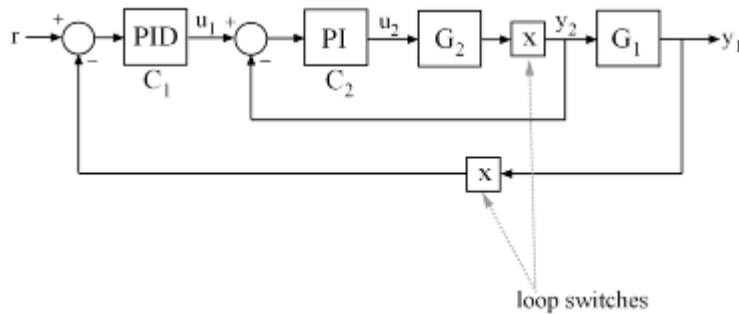 r + − PID u₁ + − PI u₂ G₂ x y₂ G₁ y₁
C₁ C₂
x
loop switches